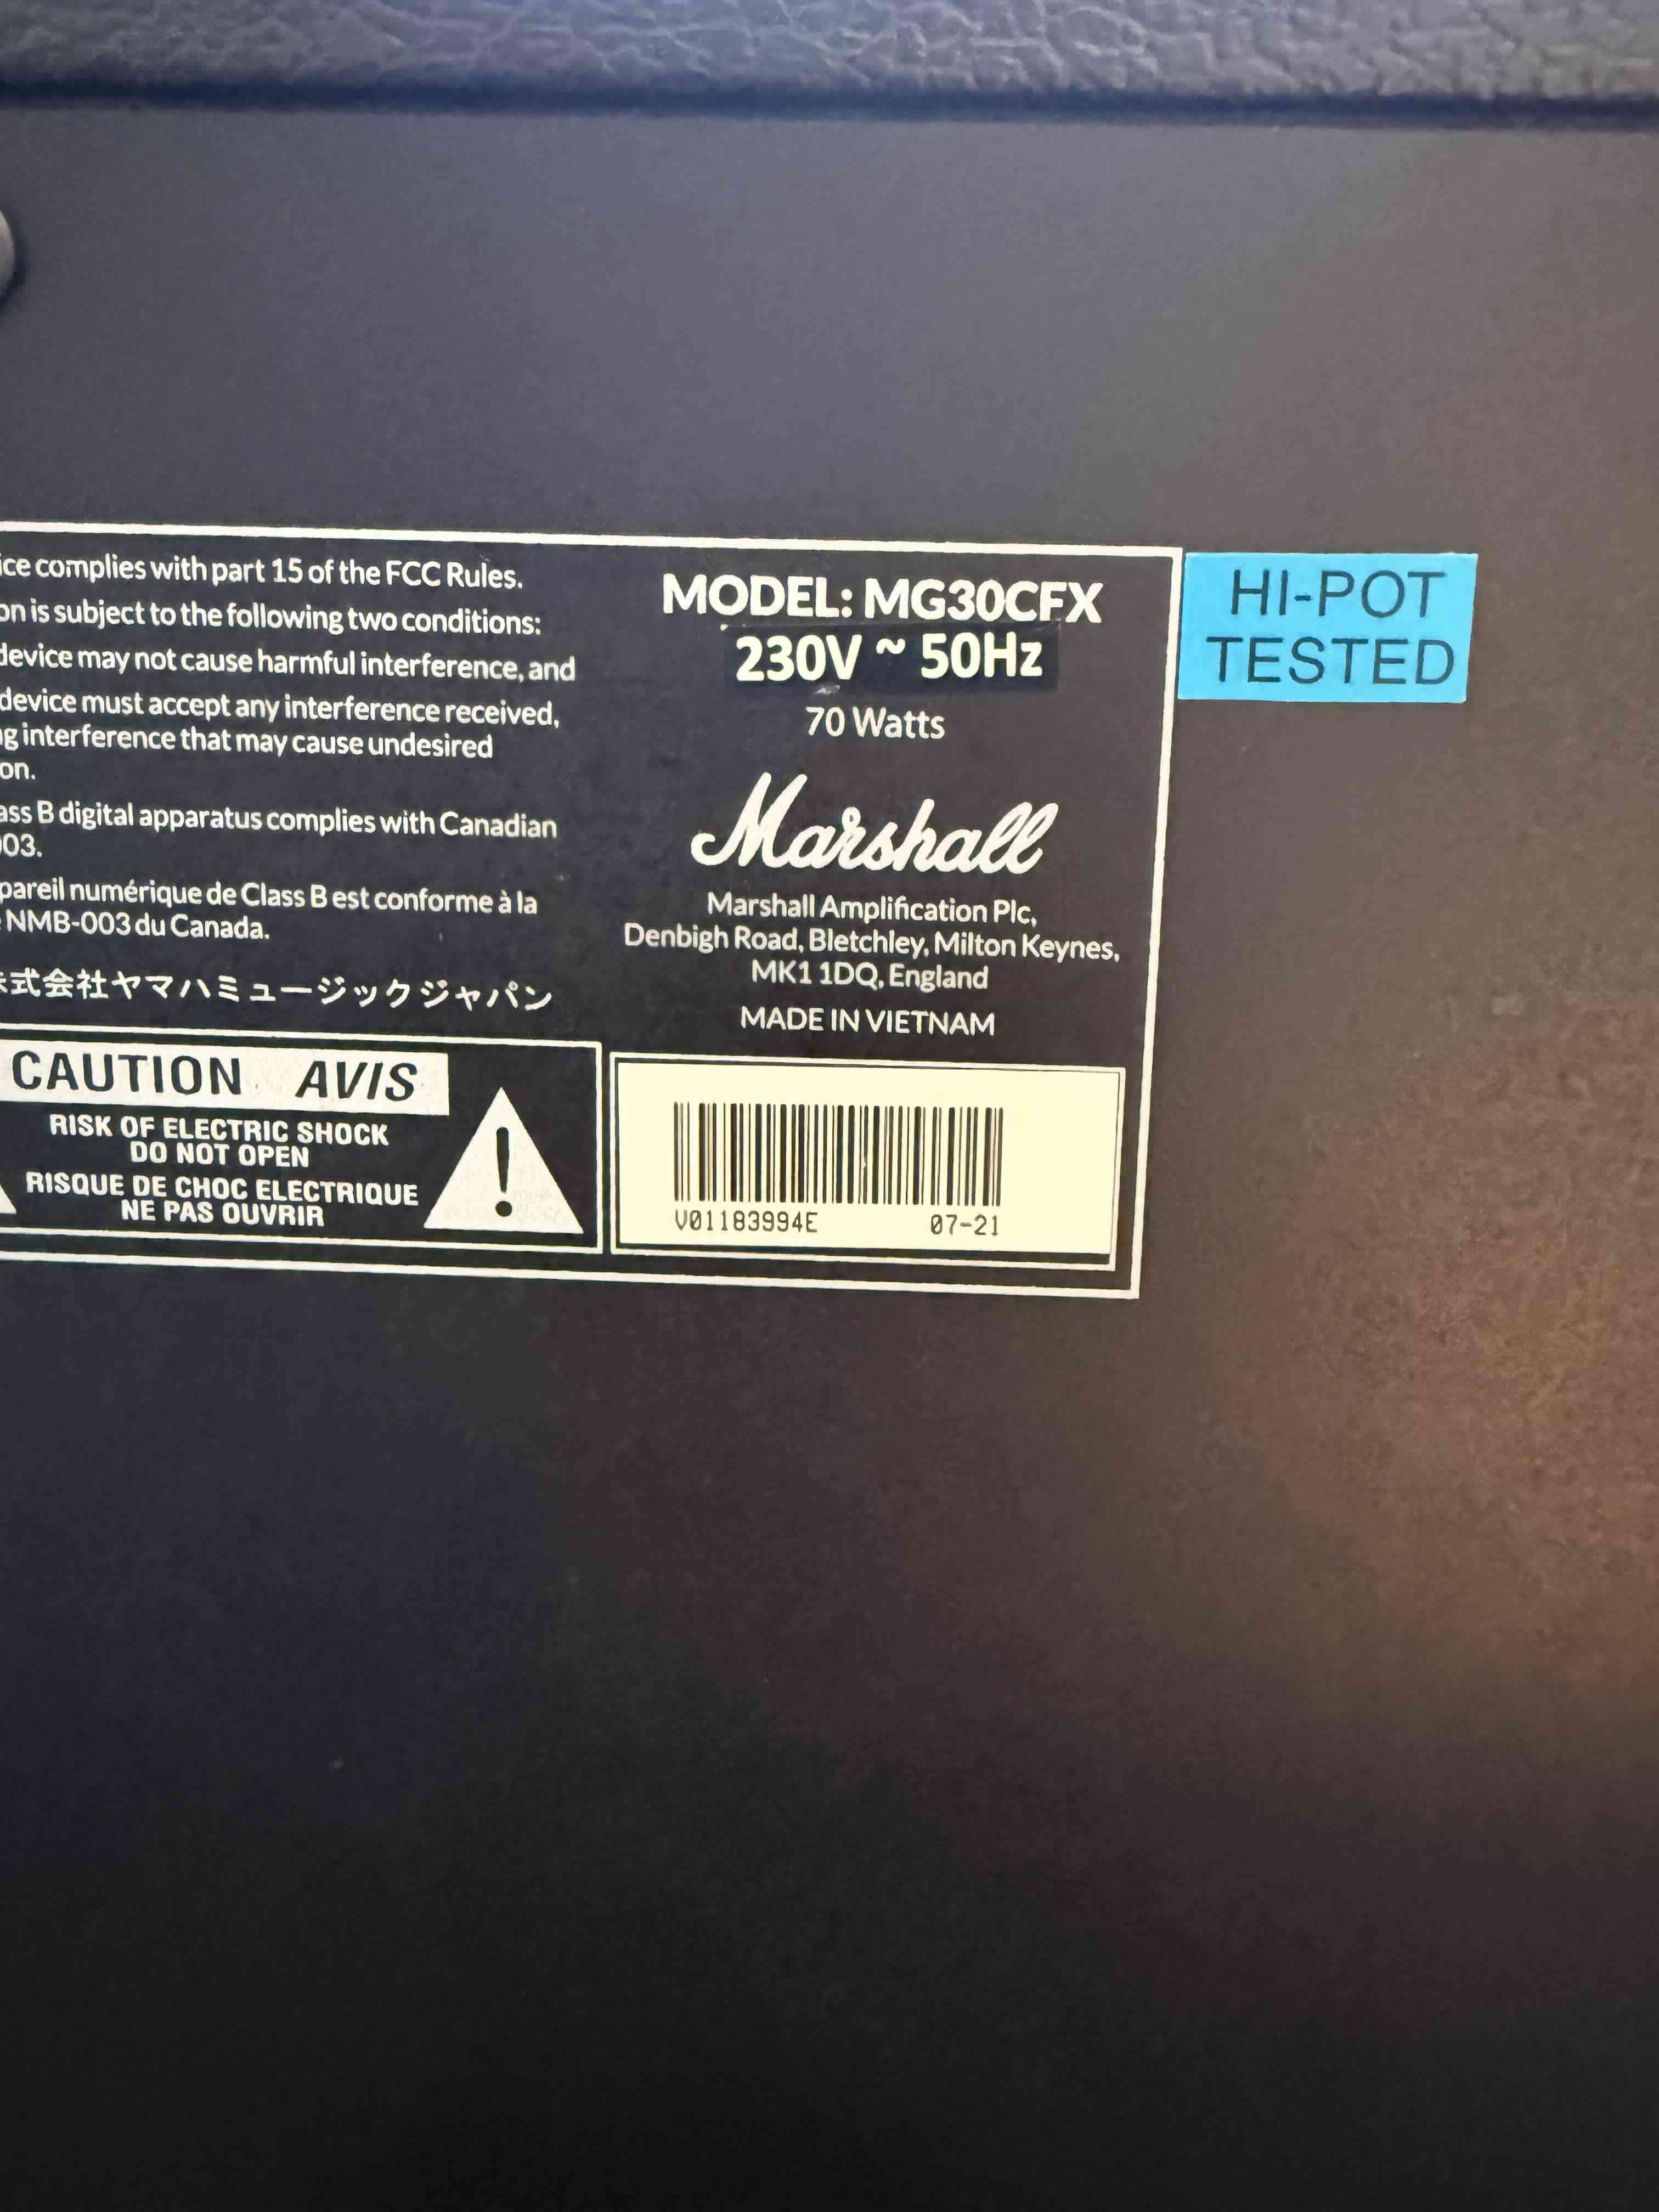 ice complies with part 15 of the FCC Rules.
on is subject to the following two conditions:
device may not cause harmful interference, and
device must accept any interference received,
g interference that may cause undesired
on.
ass B digital apparatus complies with Canadian
003.
pareil numérique de Class B est conforme à la
NMB-003 du Canada.
式会社ヤマハミュージックジャパン
CAUTION AVIS
RISK OF ELECTRIC SHOCK
DO NOT OPEN
RISQUE DE CHOC ELECTRIQUE
NE PAS OUVRIR
!
MODEL: MG30CFX
230V ~ 50Hz
70 Watts
Marshall
Marshall Amplification Plc,
Denbigh Road, Bletchley, Milton Keynes,
MK1 1DQ, England
MADE IN VIETNAM
V01183994E 07-21
HI-POT
TESTED